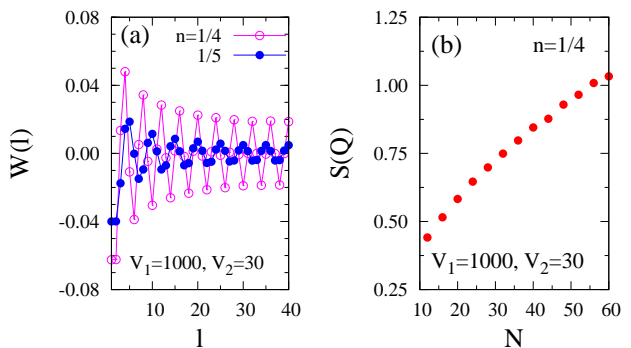 (a)
n=1/4
1/5
W(l)
0.08
0.04
0.00
-0.04
-0.08
V1=1000, V2=30
10
20
30
40
l
(b)
n=1/4
S(Q)
1.25
1.00
0.75
0.50
0.25
V1=1000, V2=30
10
20
30
40
50
60
N